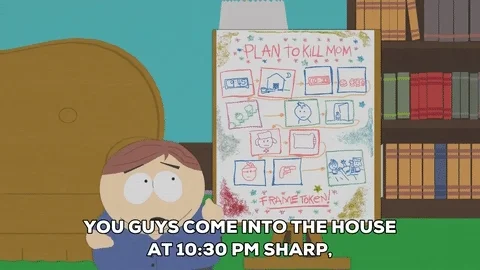 PLAN TO KILL MOM
FRAME TOKEN!
YOU GUYS COME INTO THE HOUSE
AT 10:30 PM SHARP,